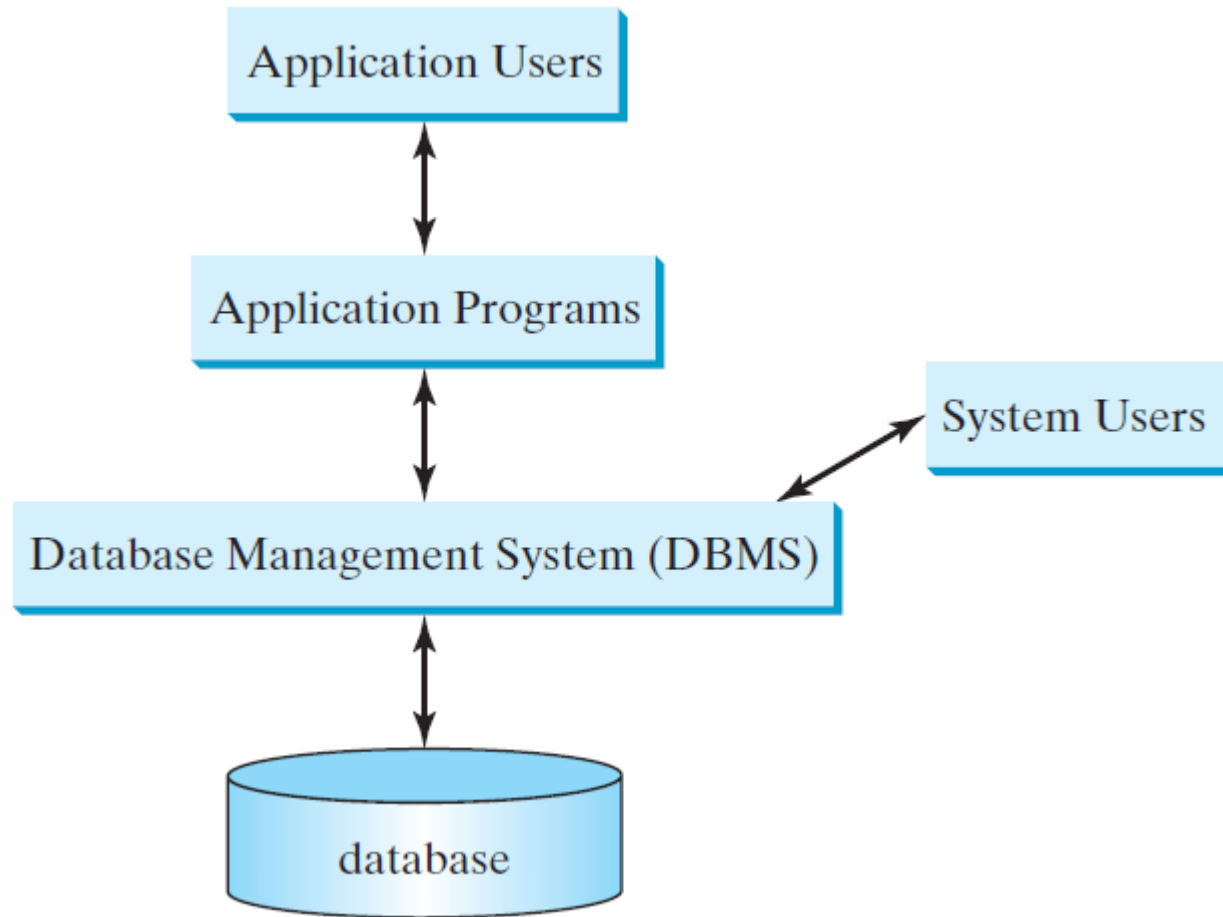 Application Users
Application Programs
System Users
Database Management System (DBMS)
database